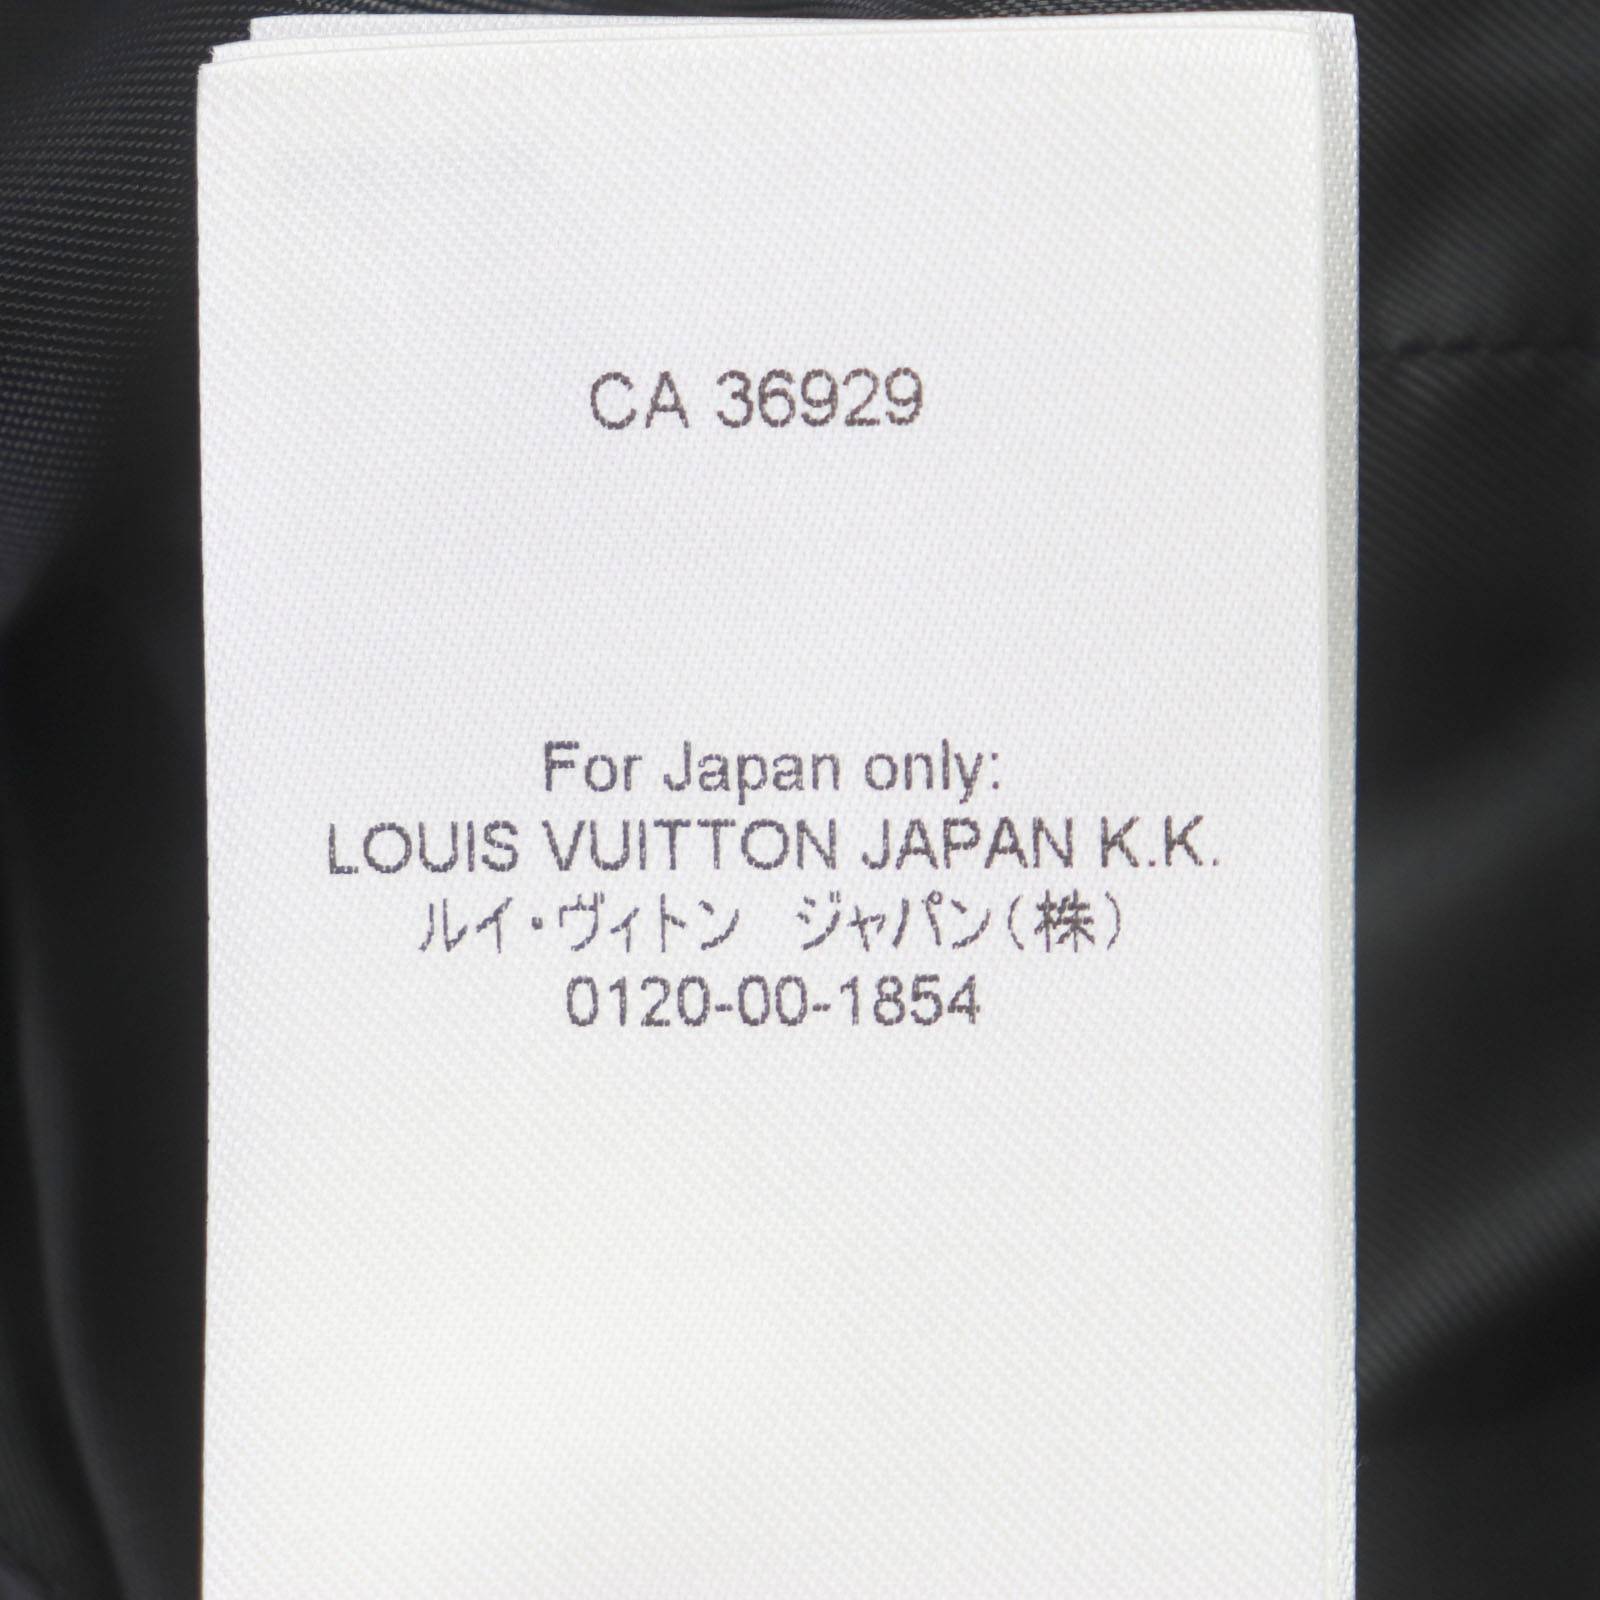 CA 36929
For Japan only:
LOUIS VUITTON JAPAN K.K.
ルイ・ヴィトン　ジャパン(株)
0120-00-1854